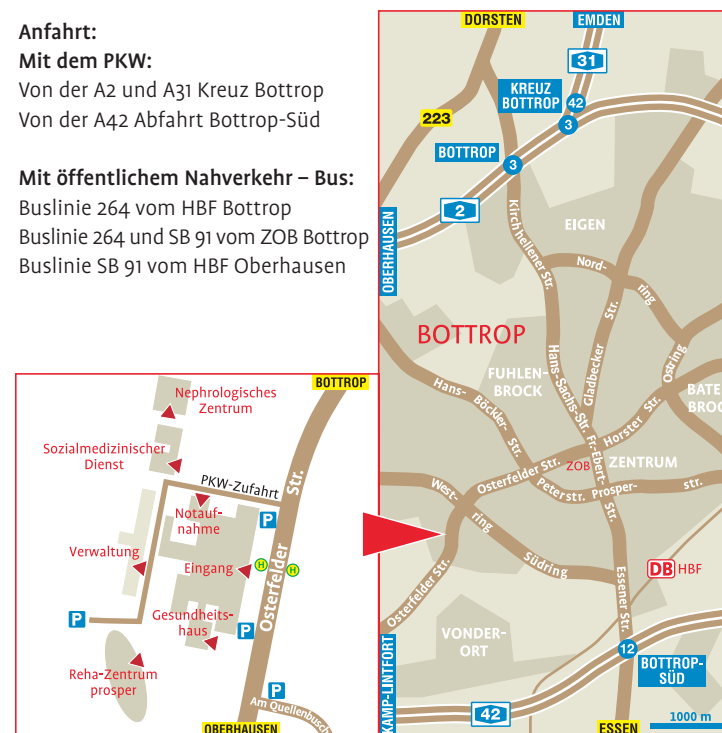 Anfahrt:
Mit dem PKW:
Von der A2 und A31 Kreuz Bottrop
Von der A42 Abfahrt Bottrop-Süd
Mit öffentlichem Nahverkehr – Bus:
Buslinie 264 vom HBF Bottrop
Buslinie 264 und SB 91 vom ZOB Bottrop
Buslinie SB 91 vom HBF Oberhausen
BOTTROP
Nephrologisches
Zentrum
Sozialmedizinischer
Dienst
PKW-Zufahrt
Notauf-
nahme
P
Verwaltung
Eingang
H
H
Osterfelder Str.
Gesundheits-
haus
P
P
Reha-Zentrum
prosper
P
Am Quellenbusch
OBERHAUSEN
DORSTEN
EMDEN
31
KREUZ
BOTTROP
42
3
223
BOTTROP
3
2
OBERHAUSEN
Kirchhellener Str.
EIGEN
Nord-
ring
BOTTROP
Gladbecker Str.
Ostring
FUHLEN-
BROCK
Hans-Sachs-Str.
Hans-
Böckler-
Str.
BATE
BROC
Horster Str.
Fr.-Ebert-
Str.
Osterfelder Str.
ZOB
ZENTRUM
Peterstr.
Prosper-
str.
West-
ring
Südring
Osterfelder Str.
Essener Str.
DB
HBF
VONDER-
ORT
KAMP-LINTFORT
12
BOTTROP-
SÜD
42
1000 m
ESSEN